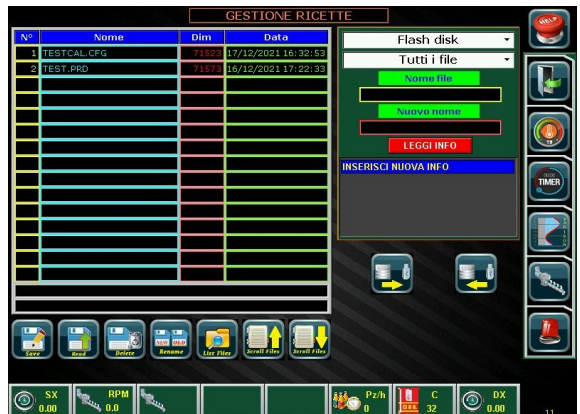 GESTIONE RICETTE
HELP
N° Nome Dim Data
1 TESTCAL.CFG 71523 17/12/2021 16:32:53
2 TEST.PRD 71573 16/12/2021 17:22:33
Flash disk
Tutti i file
Nome file
Nuovo nome
LEGGI INFO
INSERISCI NUOVA INFO
TIMER
Save
Read
Delete
NEW OLD
Rename
List Files
Scroll Files
Scroll Files
SX 0.00
RPM 0.0
Pz/h 0
C 32
DX 0.00
11